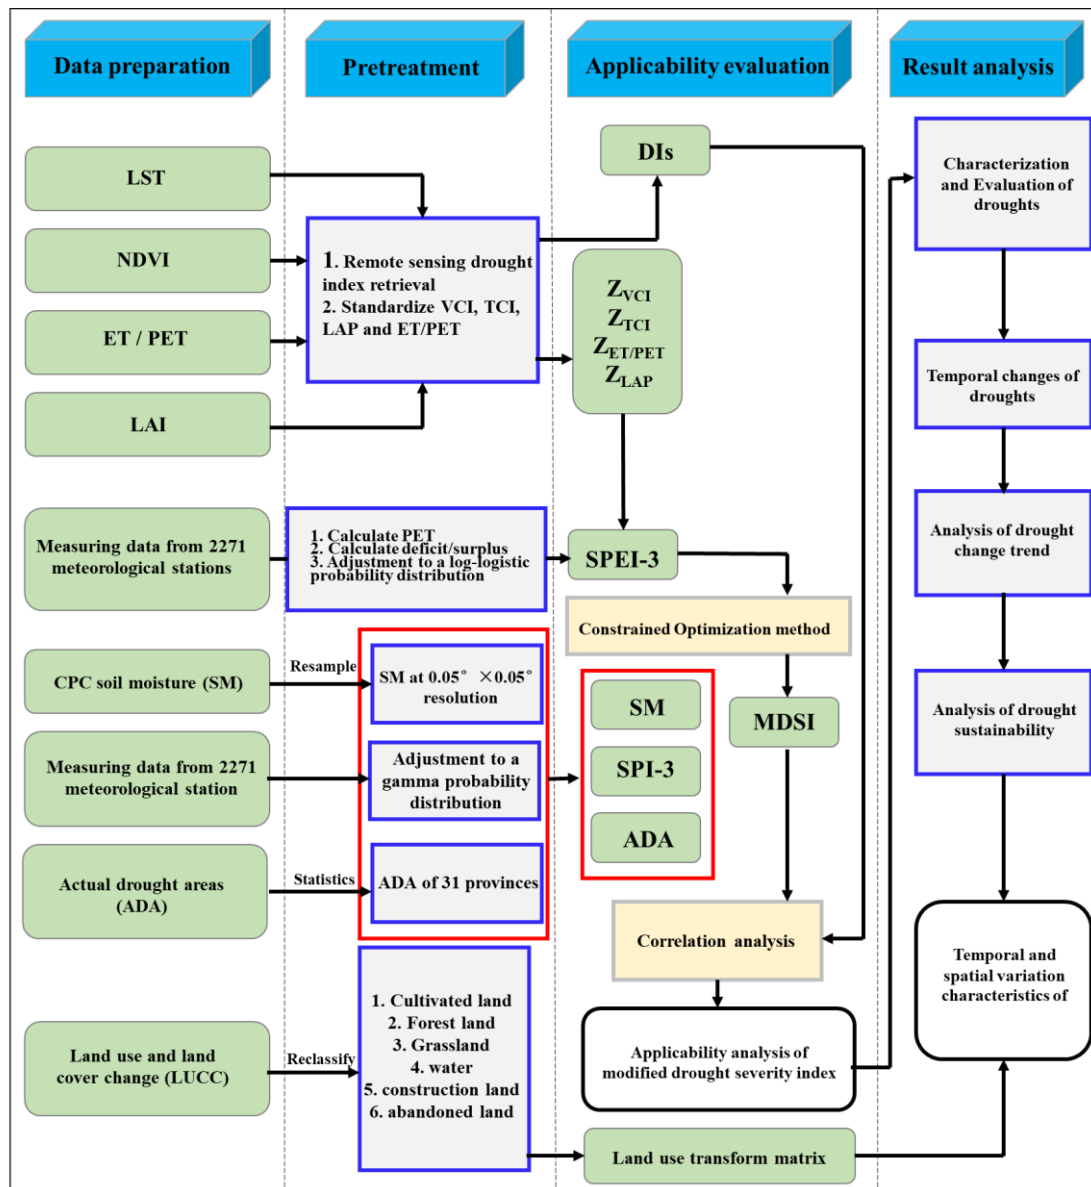 Data preparation
Pretreatment
Applicability evaluation
Result analysis
LST
NDVI
ET / PET
LAI
Measuring data from 2271
meteorological stations
CPC soil moisture (SM)
Measuring data from 2271
meteorological station
Actual drought areas
(ADA)
Land use and land
cover change (LUCC)
1. Remote sensing drought
index retrieval
2. Standardize VCI, TCI,
LAP and ET/PET
1. Calculate PET
2. Calculate deficit/surplus
3. Adjustment to a log-logistic
probability distribution
Resample
SM at 0.05° ×0.05°
resolution
Adjustment to a
gamma probability
distribution
Statistics
ADA of 31 provinces
Reclassify
1. Cultivated land
2. Forest land
3. Grassland
4. water
5. construction land
6. abandoned land
DIs
Z_VCI
Z_TCI
Z_ET/PET
Z_LAP
SPEI-3
Constrained Optimization method
SM
SPI-3
ADA
MDSI
Correlation analysis
Applicability analysis of
modified drought severity index
Land use transform matrix
Characterization
and Evaluation of
droughts
Temporal changes of
droughts
Analysis of drought
change trend
Analysis of drought
sustainability
Temporal and
spatial variation
characteristics of